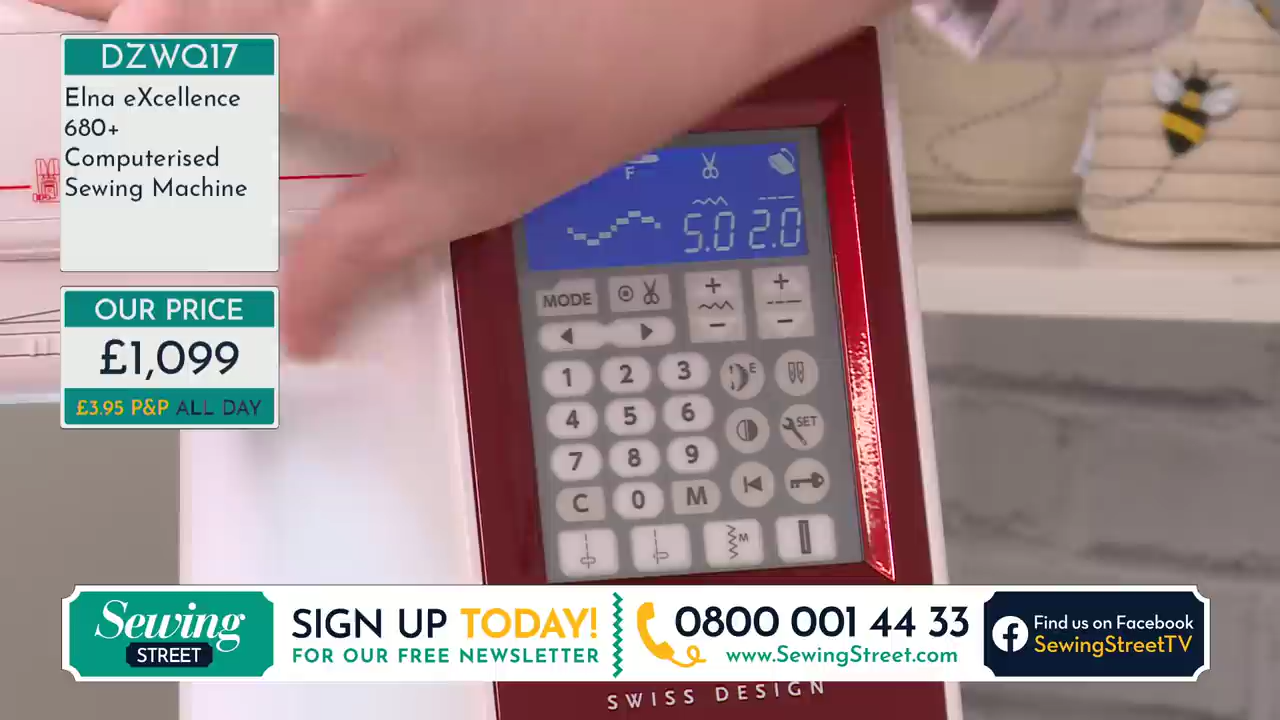 DZWQ17
Elna eXcellence
680+
Computerised
Sewing Machine
OUR PRICE
£1,099
£3.95 P&P ALL DAY
F
5.0 2.0
MODE
+ +
- -
1 2 3
E
4 5 6
SET
7 8 9
C 0 M
M
Sewing
STREET
SIGN UP TODAY!
FOR OUR FREE NEWSLETTER
0800 001 44 33
www.SewingStreet.com
Find us on Facebook
SewingStreetTV
SWISS DESIGN